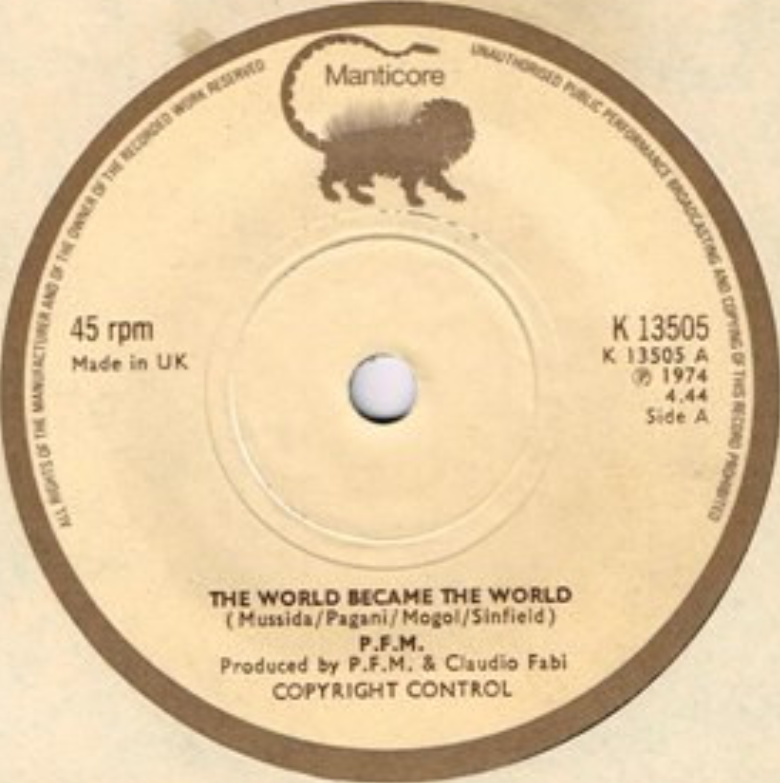 Manticore
ALL RIGHTS OF THE MANUFACTURER AND OF THE OWNER OF THE RECORDED WORK RESERVED
UNAUTHORISED PUBLIC PERFORMANCE BROADCASTING AND COPYING OF THIS RECORD PROHIBITED
45 rpm
Made in UK
K 13505
K 13505 A
℗ 1974
4.44
Side A
THE WORLD BECAME THE WORLD
(Mussida/Pagani/Mogol/Sinfield)
P.F.M.
Produced by P.F.M. & Claudio Fabi
COPYRIGHT CONTROL